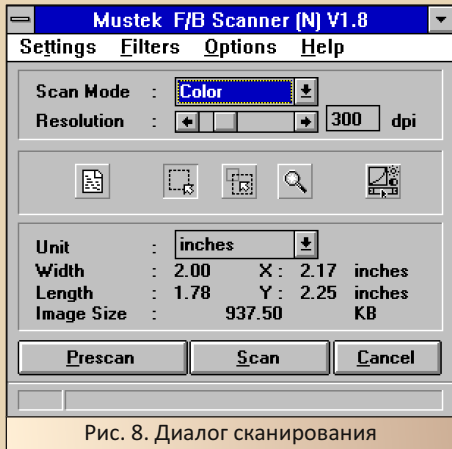 Mustek F/B Scanner (N) V1.8
Settings Filters Options Help
Scan Mode : Color
Resolution : 300 dpi
Unit : inches
Width : 2.00 X : 2.17 inches
Length : 1.78 Y : 2.25 inches
Image Size : 937.50 KB
Prescan Scan Cancel
Рис. 8. Диалог сканирования